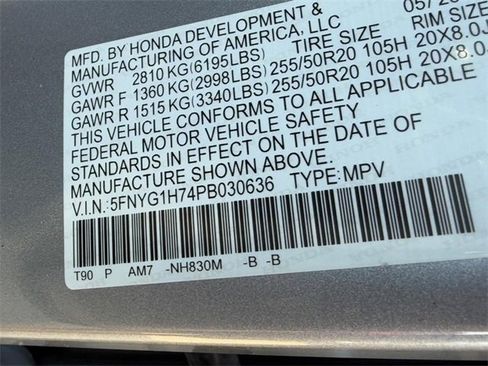 MFD. BY HONDA DEVELOPMENT & 05/20
MANUFACTURING OF AMERICA, LLC RIM SIZE
GVWR 2810 KG(6195LBS) TIRE SIZE
GAWR F 1360 KG(2998LBS) 255/50R20 105H 20X8.0J
GAWR R 1515 KG(3340LBS) 255/50R20 105H 20X8.0
THIS VEHICLE CONFORMS TO ALL APPLICABLE
FEDERAL MOTOR VEHICLE SAFETY
STANDARDS IN EFFECT ON THE DATE OF
MANUFACTURE SHOWN ABOVE.
V.I.N.:5FNYG1H74PB030636 TYPE:MPV
T90 P AM7 -NH830M -B -B